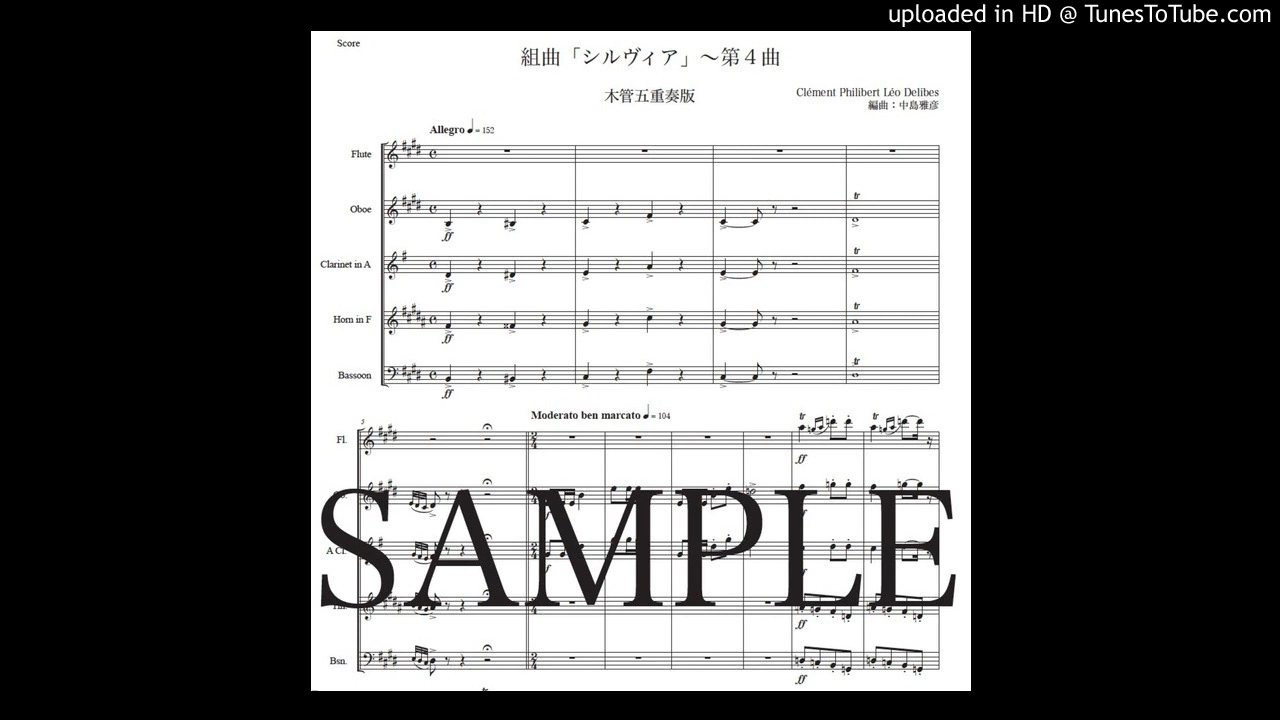 uploaded in HD @ TunesToTube.com
Score
組曲「シルヴィア」～第４曲
木管五重奏版
Clément Philibert Léo Delibes
編曲：中島雅彦
Allegro ♩ = 152
Flute
tr
Oboe
ff
tr
Clarinet in A
ff
tr
Horn in F
ff
tr
Bassoon
ff
5
Moderato ben marcato ♩ = 104
tr
tr
Fl.
ff
SAMPLE
A Cl.
ff
Bsn.
ff
tr